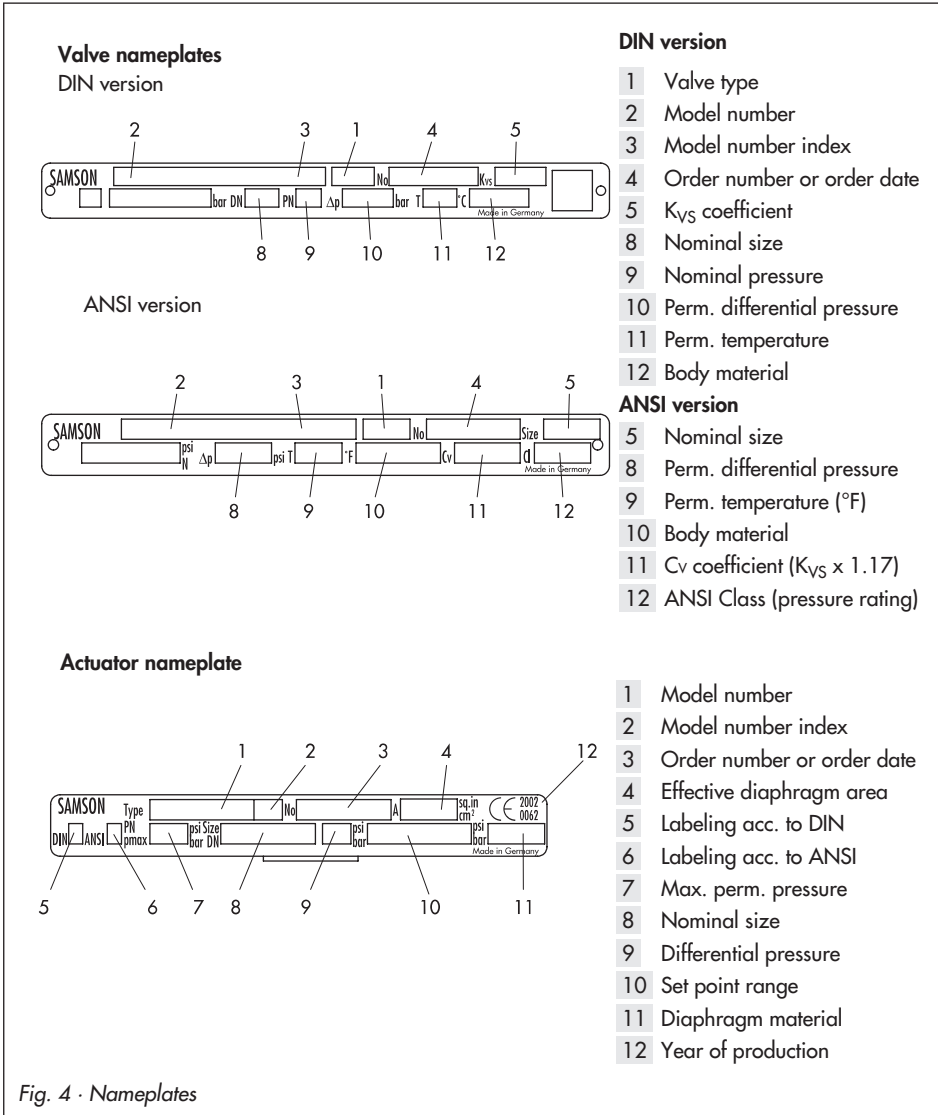 Valve nameplates
DIN version
2 3 1 4 5
SAMSON No Kvs
bar DN PN Δp bar T °C
Made in Germany
8 9 10 11 12
DIN version
1 Valve type
2 Model number
3 Model number index
4 Order number or order date
5 KVS coefficient
8 Nominal size
9 Nominal pressure
10 Perm. differential pressure
11 Perm. temperature
12 Body material
ANSI version
2 3 1 4 5
SAMSON No Size
psi N Δp psi T °F Cv cl
Made in Germany
8 9 10 11 12
ANSI version
5 Nominal size
8 Perm. differential pressure
9 Perm. temperature (°F)
10 Body material
11 Cv coefficient (KVS x 1.17)
12 ANSI Class (pressure rating)
Actuator nameplate
1 2 3 4 12
SAMSON Type No A sq.in cm² CE 2002 0062
DIN ANSI PN pmax psi bar Size DN psi bar psi bar
Made in Germany
5 6 7 8 9 10 11
1 Model number
2 Model number index
3 Order number or order date
4 Effective diaphragm area
5 Labeling acc. to DIN
6 Labeling acc. to ANSI
7 Max. perm. pressure
8 Nominal size
9 Differential pressure
10 Set point range
11 Diaphragm material
12 Year of production
Fig. 4 · Nameplates